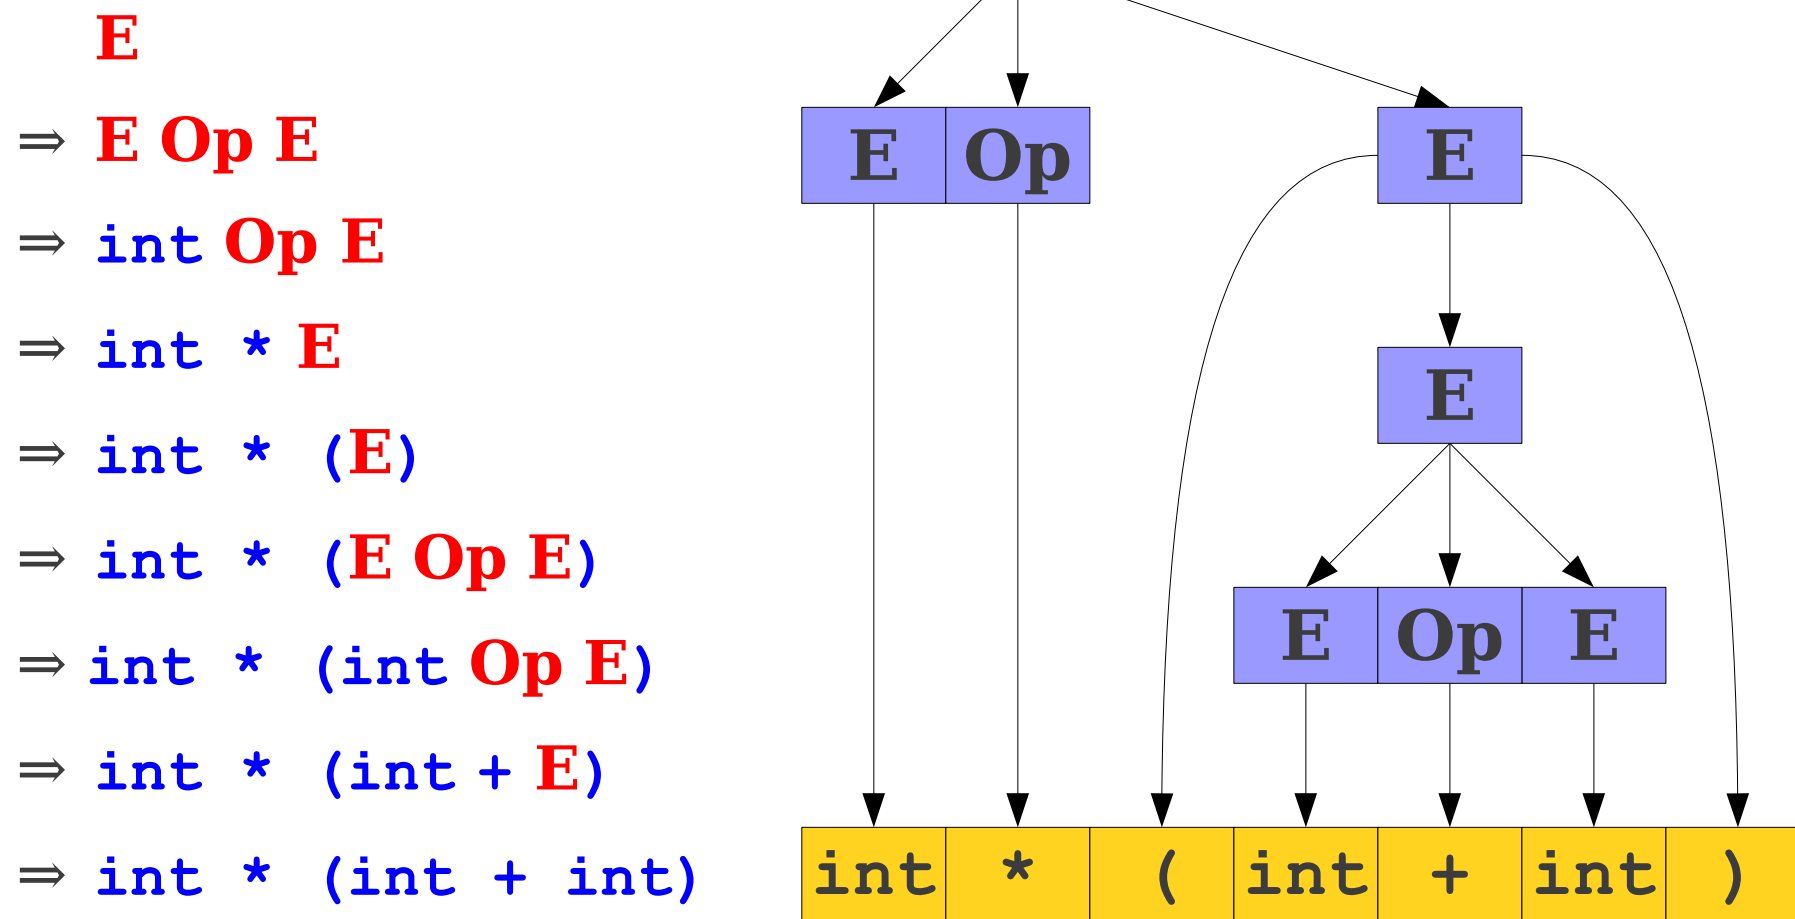 E
⇒ E Op E
⇒ int Op E
⇒ int * E
⇒ int * (E)
⇒ int * (E Op E)
⇒ int * (int Op E)
⇒ int * (int + E)
⇒ int * (int + int)
E Op E
E
E Op E
int * ( int + int )